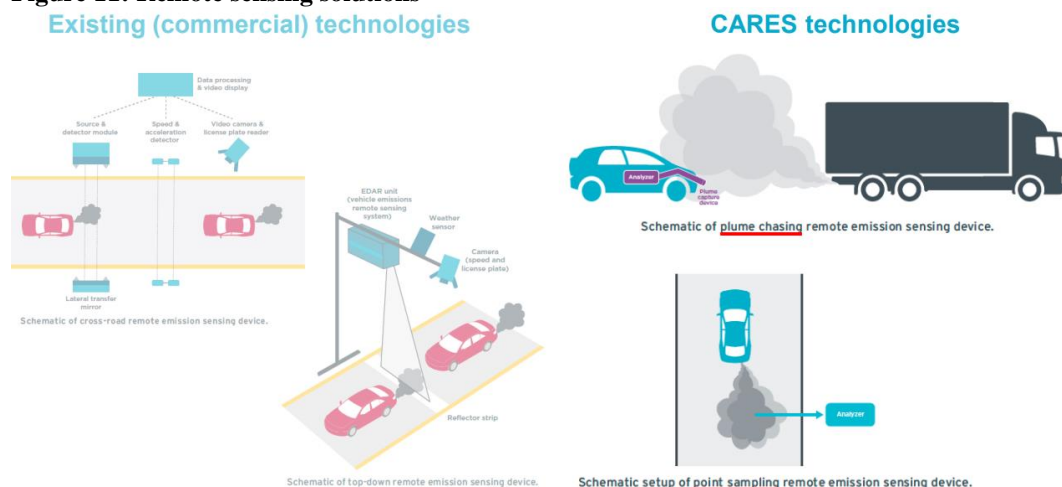 Figure 11: Remote sensing solutions
Existing (commercial) technologies
Data processing
& video display
Source &
detector module
Speed &
acceleration
detector
Video camera &
license plate reader
Lateral transfer
mirror
Schematic of cross-road remote emission sensing device.
EDAR unit
(vehicle emissions
remote sensing
system)
Weather
sensor
Camera
(speed and
license plate)
Reflector strip
Schematic of top-down remote emission sensing device.
CARES technologies
Analyzer
Plume
capture
device
Schematic of plume chasing remote emission sensing device.
Analyzer
Schematic setup of point sampling remote emission sensing device.